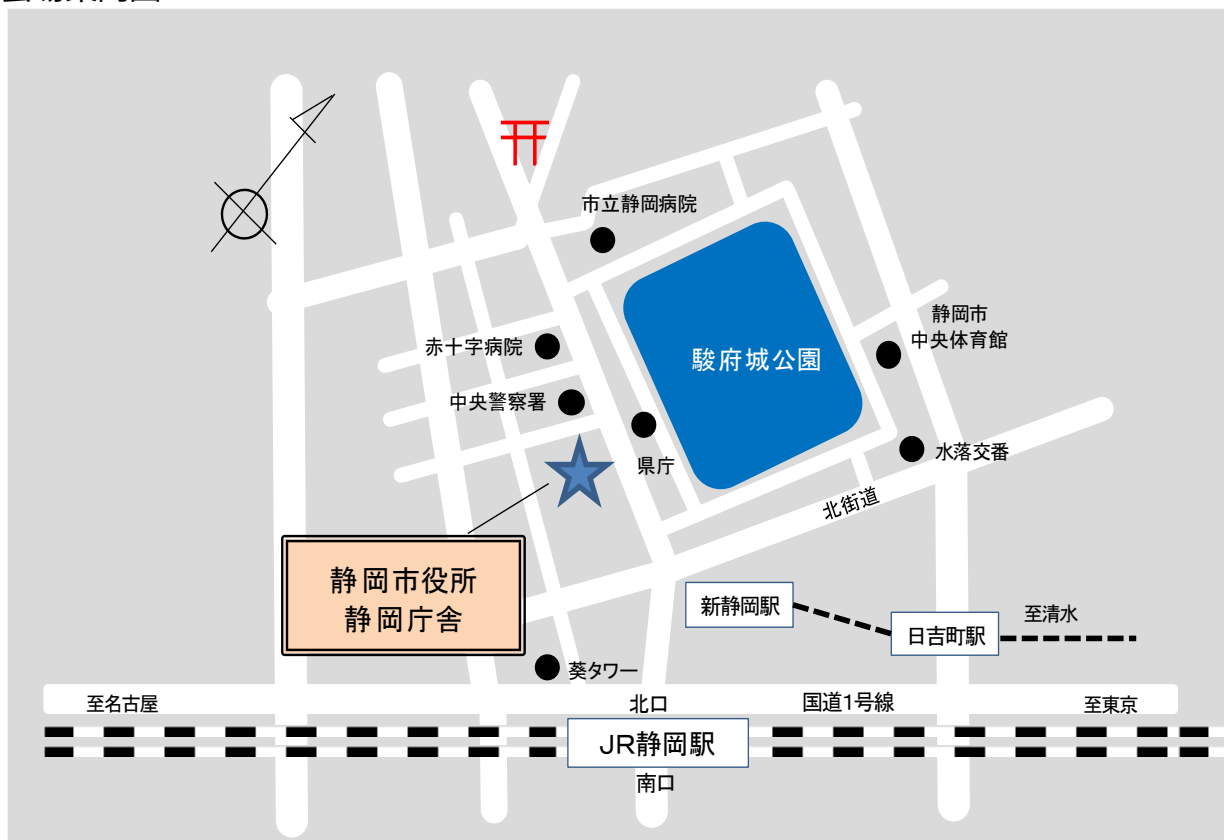 市立静岡病院
静岡市
中央体育館
赤十字病院
駿府城公園
中央警察署
県庁
水落交番
北街道
静岡市役所
静岡庁舎
新静岡駅
日吉町駅
至清水
葵タワー
至名古屋
北口
国道1号線
至東京
JR静岡駅
南口